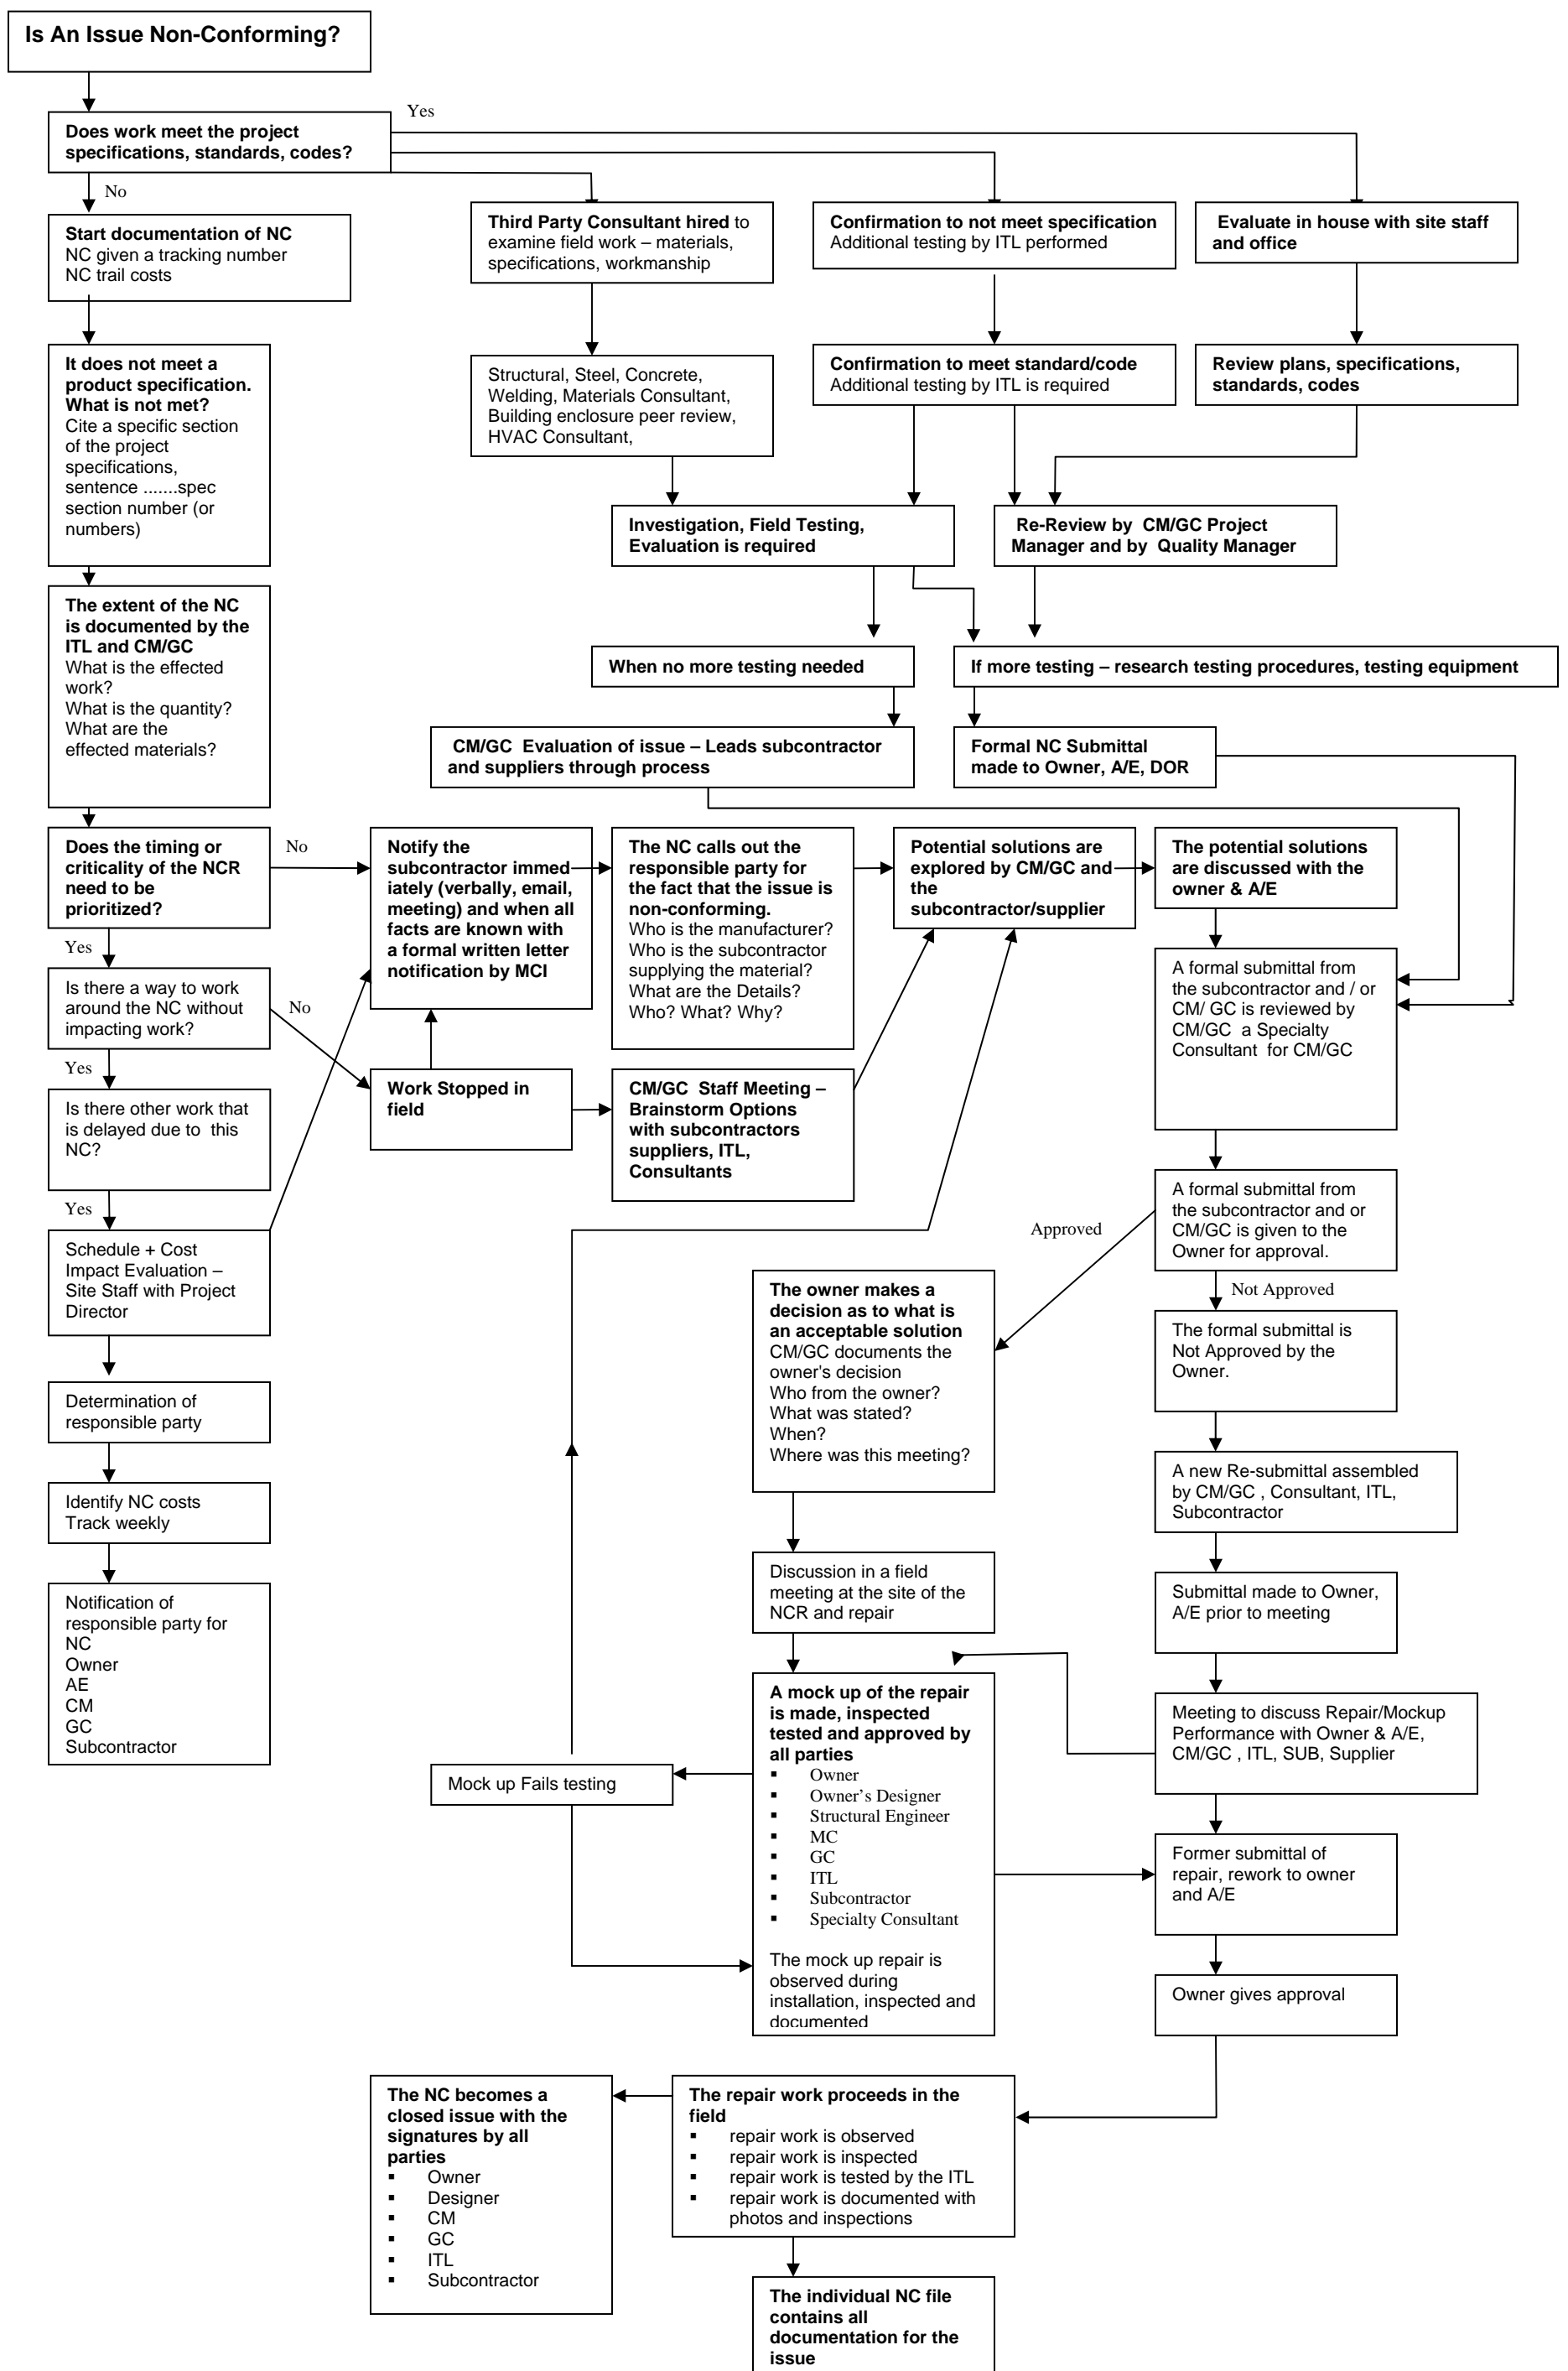 Is An Issue Non-Conforming?
Yes
Does work meet the project
specifications, standards, codes?
No
Start documentation of NC
NC given a tracking number
NC trail costs
Third Party Consultant hired to
examine field work – materials,
specifications, workmanship
Confirmation to not meet specification
Additional testing by ITL performed
Evaluate in house with site staff
and office
It does not meet a
product specification.
What is not met?
Cite a specific section
of the project
specifications,
sentence .......spec
section number (or
numbers)
Structural, Steel, Concrete,
Welding, Materials Consultant,
Building enclosure peer review,
HVAC Consultant,
Confirmation to meet standard/code
Additional testing by ITL is required
Review plans, specifications,
standards, codes
Investigation, Field Testing,
Evaluation is required
Re-Review by CM/GC Project
Manager and by Quality Manager
The extent of the NC
is documented by the
ITL and CM/GC
What is the effected
work?
What is the quantity?
What are the
effected materials?
When no more testing needed
If more testing – research testing procedures, testing equipment
CM/GC Evaluation of issue – Leads subcontractor
and suppliers through process
Formal NC Submittal
made to Owner, A/E, DOR
Does the timing or
criticality of the NCR
need to be
prioritized?
No
Notify the
subcontractor immed
iately (verbally, email,
meeting) and when all
facts are known with
a formal written letter
notification by MCI
The NC calls out the
responsible party for
the fact that the issue is
non-conforming.
Who is the manufacturer?
Who is the subcontractor
supplying the material?
What are the Details?
Who? What? Why?
Potential solutions are
explored by CM/GC and
the
subcontractor/supplier
The potential solutions
are discussed with the
owner & A/E
Yes
Is there a way to work
around the NC without
impacting work?
No
A formal submittal from
the subcontractor and / or
CM/ GC is reviewed by
CM/GC a Specialty
Consultant for CM/GC
Yes
Is there other work that
is delayed due to this
NC?
Work Stopped in
field
CM/GC Staff Meeting –
Brainstorm Options
with subcontractors
suppliers, ITL,
Consultants
Yes
Schedule + Cost
Impact Evaluation –
Site Staff with Project
Director
A formal submittal from
the subcontractor and or
CM/GC is given to the
Owner for approval.
Approved
Not Approved
The owner makes a
decision as to what is
an acceptable solution
CM/GC documents the
owner's decision
Who from the owner?
What was stated?
When?
Where was this meeting?
The formal submittal is
Not Approved by the
Owner.
Determination of
responsible party
A new Re-submittal assembled
by CM/GC , Consultant, ITL,
Subcontractor
Identify NC costs
Track weekly
Discussion in a field
meeting at the site of the
NCR and repair
Submittal made to Owner,
A/E prior to meeting
Notification of
responsible party for
NC
Owner
AE
CM
GC
Subcontractor
A mock up of the repair
is made, inspected
tested and approved by
all parties
▪ Owner
▪ Owner’s Designer
▪ Structural Engineer
▪ MC
▪ GC
▪ ITL
▪ Subcontractor
▪ Specialty Consultant
The mock up repair is
observed during
installation, inspected and
documented
Meeting to discuss Repair/Mockup
Performance with Owner & A/E,
CM/GC , ITL, SUB, Supplier
Mock up Fails testing
Former submittal of
repair, rework to owner
and A/E
Owner gives approval
The NC becomes a
closed issue with the
signatures by all
parties
▪ Owner
▪ Designer
▪ CM
▪ GC
▪ ITL
▪ Subcontractor
The repair work proceeds in the
field
▪ repair work is observed
▪ repair work is inspected
▪ repair work is tested by the ITL
▪ repair work is documented with
photos and inspections
The individual NC file
contains all
documentation for the
issue